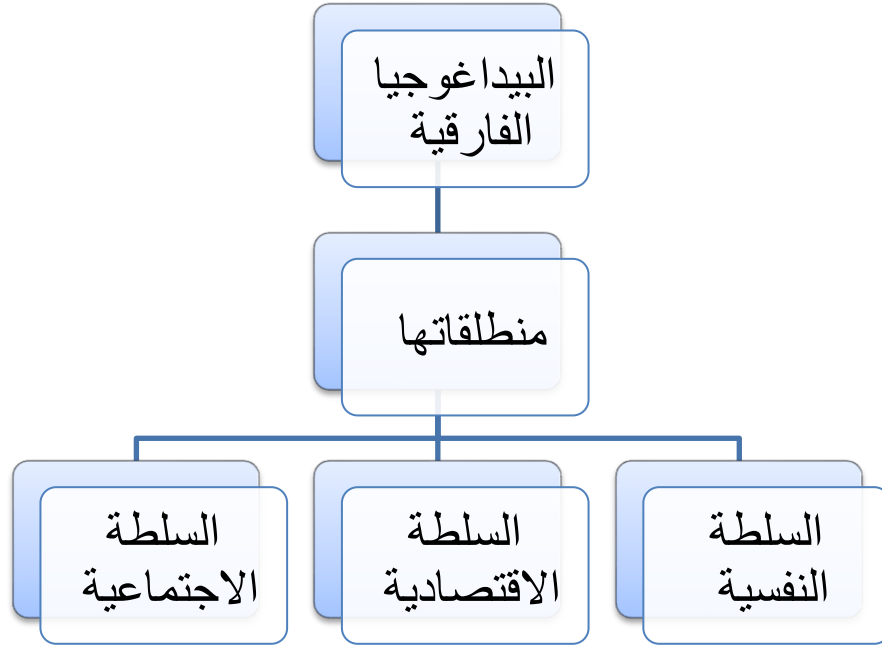 البيداغوجيا
الفارقية
منطلقاتها
السلطة
النفسية
السلطة
الاقتصادية
السلطة
الاجتماعية